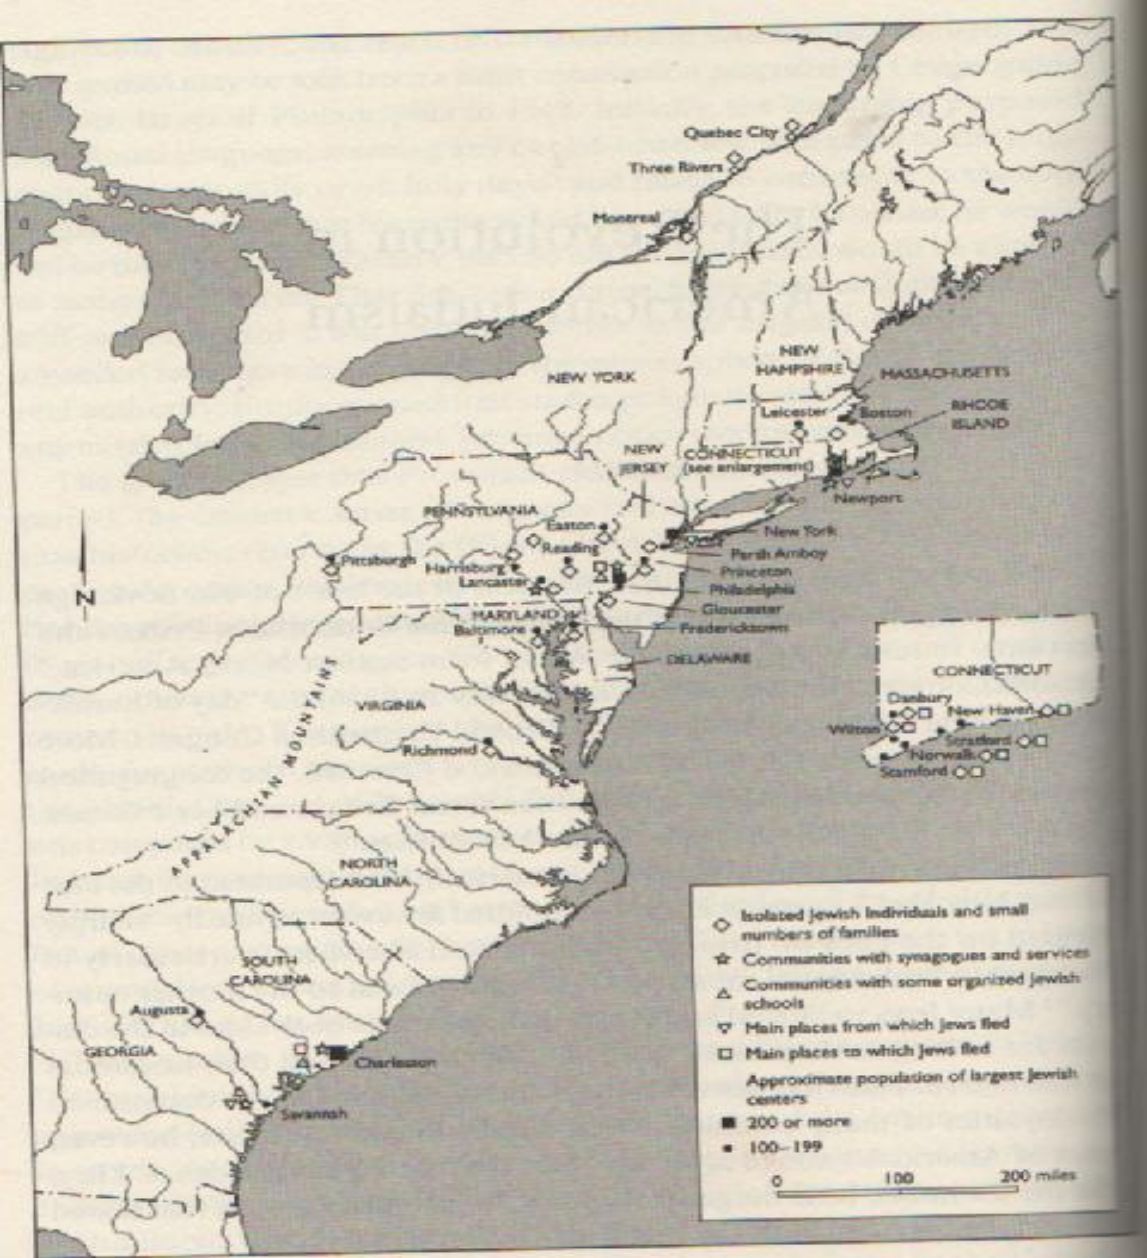 Quebec City
Three Rivers
Montreal
NEW
HAMPSHIRE
MASSACHUSETTS
NEW YORK
Leicester
Boston
RHODE
ISLAND
NEW
JERSEY
CONNECTICUT
(see enlargement)
Newport
PENNSYLVANIA
Easton
New York
Reading
Perth Amboy
Pittsburgh
Harrisburg
Princeton
Lancaster
Philadelphia
N
Gloucester
MARYLAND
Baltimore
Fredericktown
DELAWARE
CONNECTICUT
VIRGINIA
Danbury
New Haven
Wilton
Stratford
Richmond
Norwalk
Stamford
APPALACHIAN MOUNTAINS
NORTH
CAROLINA
SOUTH
CAROLINA
Augusta
GEORGIA
Charleston
Savannah
Isolated Jewish Individuals and small
numbers of families
Communities with synagogues and services
Communities with some organized Jewish
schools
Main places from which Jews fled
Main places to which Jews fled
Approximate population of largest Jewish
centers
200 or more
100–199
0 100 200 miles